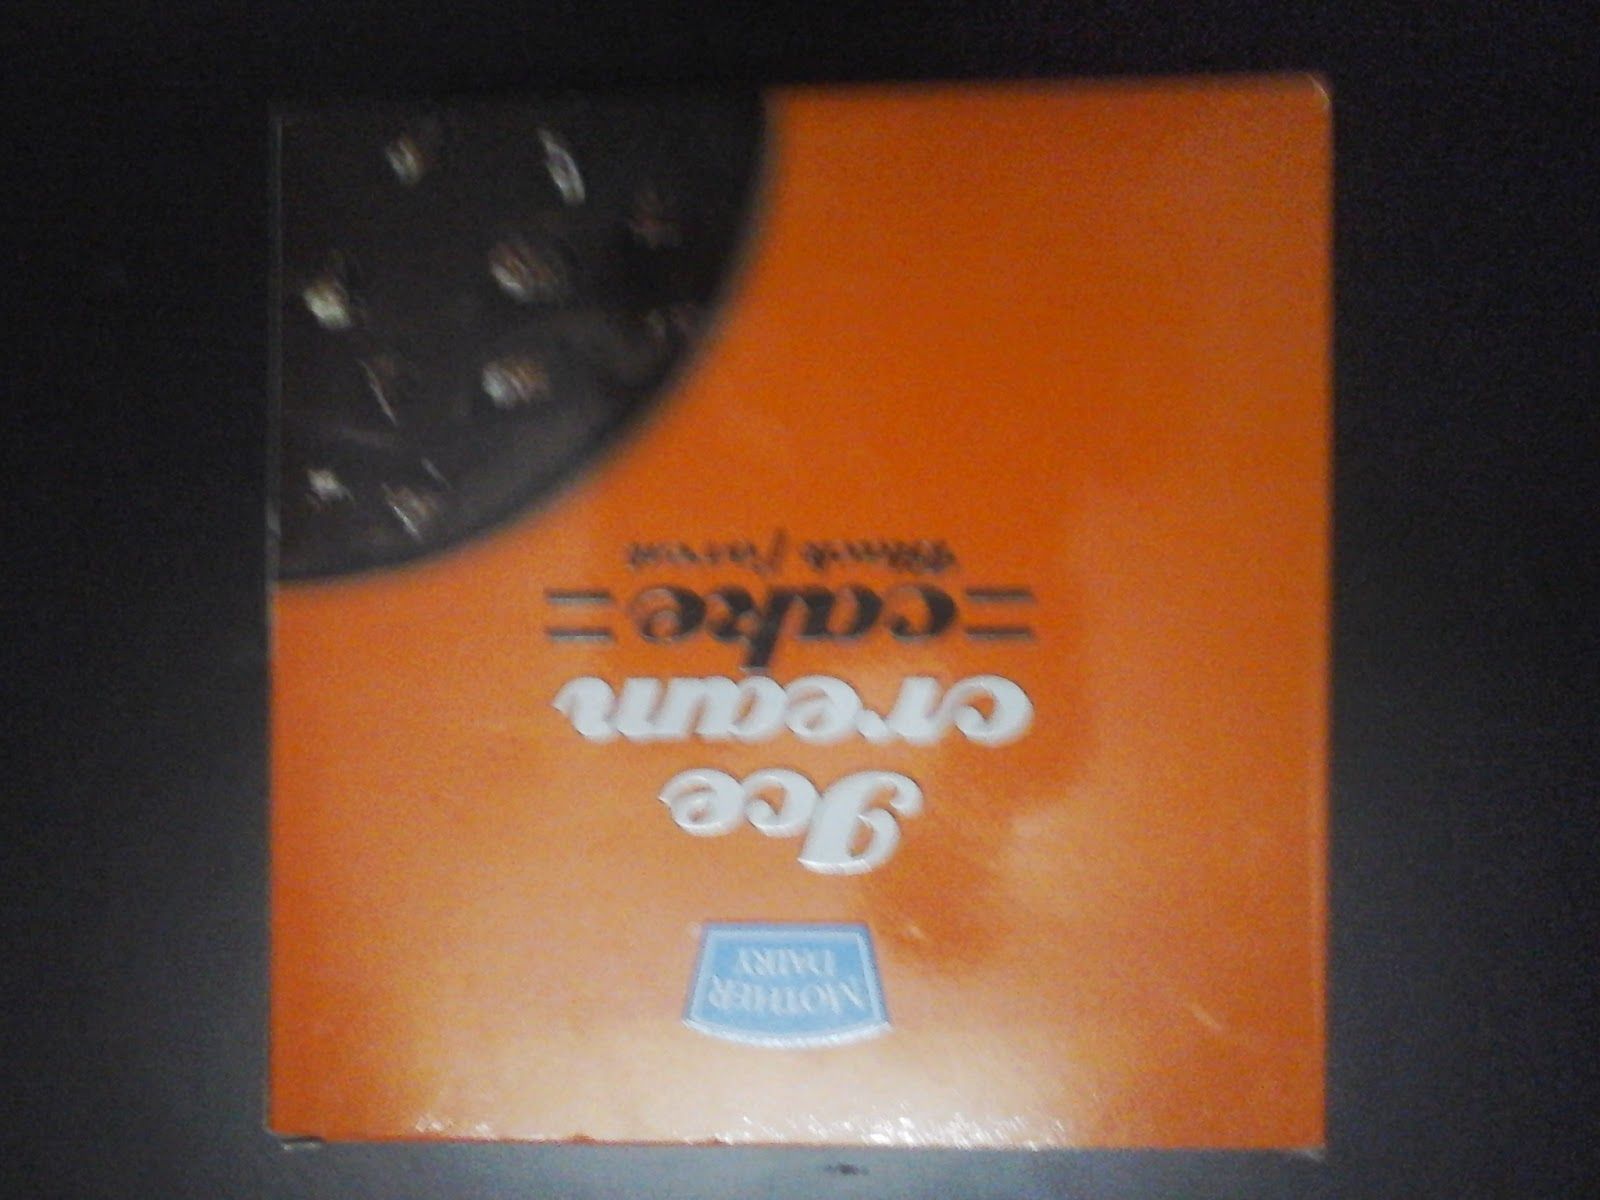 MOTHER
DAIRY
Ice
cream
cake
Black Forest